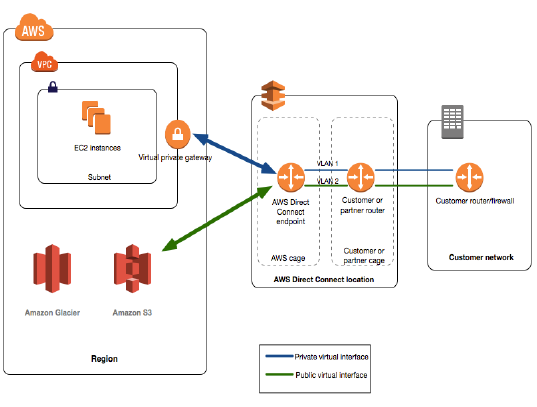 AWS
VPC
EC2 instances
Subnet
Virtual private gateway
Amazon Glacier
Amazon S3
Region
VLAN 1
VLAN 2
AWS Direct
Connect
endpoint
AWS cage
Customer or
partner router
Customer or
partner cage
AWS Direct Connect location
Customer router/firewall
Customer network
Private virtual interface
Public virtual interface